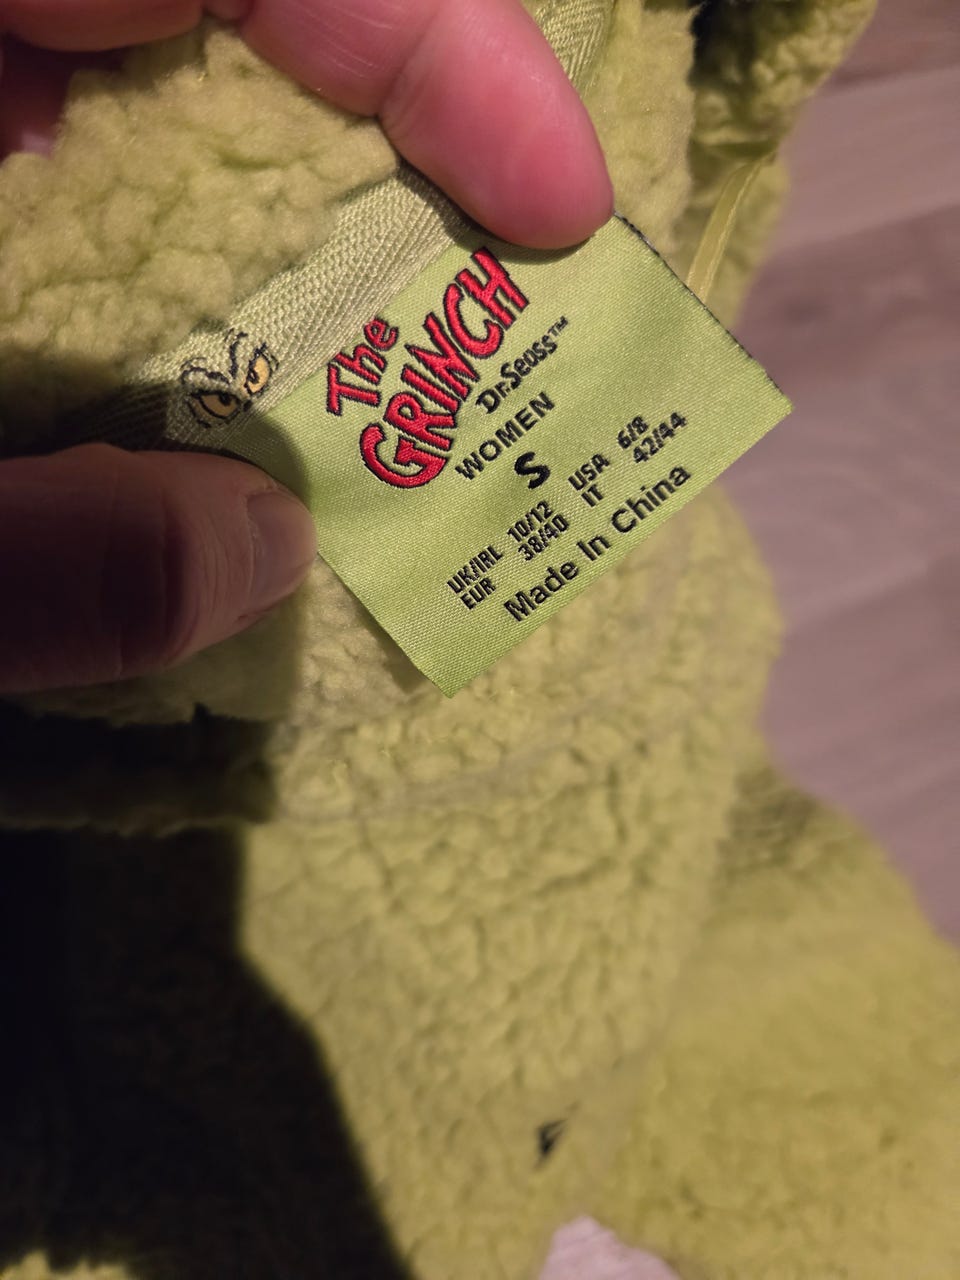 The
GRINCH
Dr. Seuss™
WOMEN
S
UK/IRL 10/12 USA 6/8
EUR 38/40 IT 42/44
Made In China